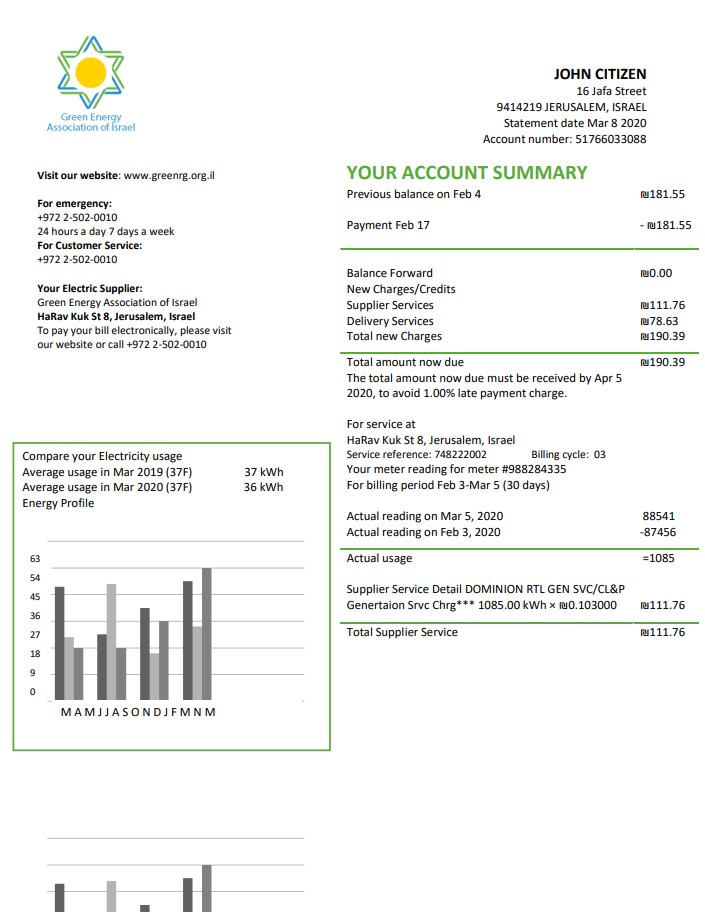 Green Energy
Association of Israel
JOHN CITIZEN
16 Jafa Street
9414219 JERUSALEM, ISRAEL
Statement date Mar 8 2020
Account number: 51766033088
Visit our website: www.greenrg.org.il
For emergency:
+972 2-502-0010
24 hours a day 7 days a week
For Customer Service:
+972 2-502-0010
Your Electric Supplier:
Green Energy Association of Israel
HaRav Kuk St 8, Jerusalem, Israel
To pay your bill electronically, please visit
our website or call +972 2-502-0010
YOUR ACCOUNT SUMMARY
Previous balance on Feb 4 ₪181.55
Payment Feb 17 - ₪181.55
Balance Forward ₪0.00
New Charges/Credits
Supplier Services ₪111.76
Delivery Services ₪78.63
Total new Charges ₪190.39
Total amount now due ₪190.39
The total amount now due must be received by Apr 5
2020, to avoid 1.00% late payment charge.
For service at
HaRav Kuk St 8, Jerusalem, Israel
Service reference: 748222002 Billing cycle: 03
Your meter reading for meter #988284335
For billing period Feb 3-Mar 5 (30 days)
Actual reading on Mar 5, 2020 88541
Actual reading on Feb 3, 2020 -87456
Actual usage =1085
Supplier Service Detail DOMINION RTL GEN SVC/CL&P
Genertaion Srvc Chrg*** 1085.00 kWh × ₪0.103000 ₪111.76
Total Supplier Service ₪111.76
Compare your Electricity usage
Average usage in Mar 2019 (37F) 37 kWh
Average usage in Mar 2020 (37F) 36 kWh
Energy Profile
63
54
45
36
27
18
9
0
M A M J J A S O N D J F M N M